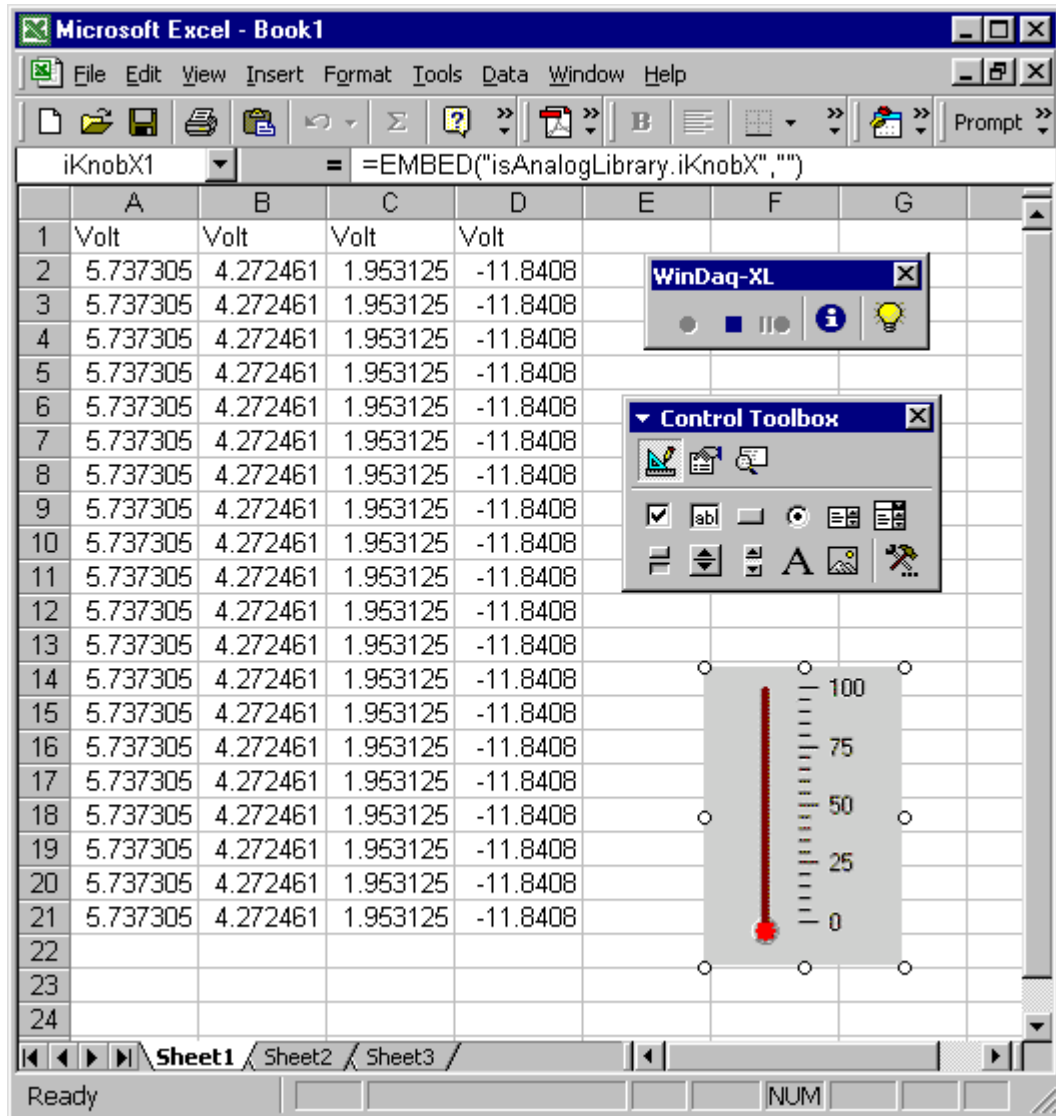 Microsoft Excel - Book1
File Edit View Insert Format Tools Data Window Help
Σ ? » » B » » Prompt »
iKnobX1 = =EMBED("isAnalogLibrary.iKnobX","")
A B C D E F G
1 Volt Volt Volt Volt
2 5.737305 4.272461 1.953125 -11.8408
3 5.737305 4.272461 1.953125 -11.8408
4 5.737305 4.272461 1.953125 -11.8408
5 5.737305 4.272461 1.953125 -11.8408
6 5.737305 4.272461 1.953125 -11.8408
7 5.737305 4.272461 1.953125 -11.8408
8 5.737305 4.272461 1.953125 -11.8408
9 5.737305 4.272461 1.953125 -11.8408
10 5.737305 4.272461 1.953125 -11.8408
11 5.737305 4.272461 1.953125 -11.8408
12 5.737305 4.272461 1.953125 -11.8408
13 5.737305 4.272461 1.953125 -11.8408
14 5.737305 4.272461 1.953125 -11.8408
15 5.737305 4.272461 1.953125 -11.8408
16 5.737305 4.272461 1.953125 -11.8408
17 5.737305 4.272461 1.953125 -11.8408
18 5.737305 4.272461 1.953125 -11.8408
19 5.737305 4.272461 1.953125 -11.8408
20 5.737305 4.272461 1.953125 -11.8408
21 5.737305 4.272461 1.953125 -11.8408
22
23
24
WinDaq-XL
i
Control Toolbox
abl
A
100
75
50
25
0
Sheet1 Sheet2 Sheet3
Ready NUM